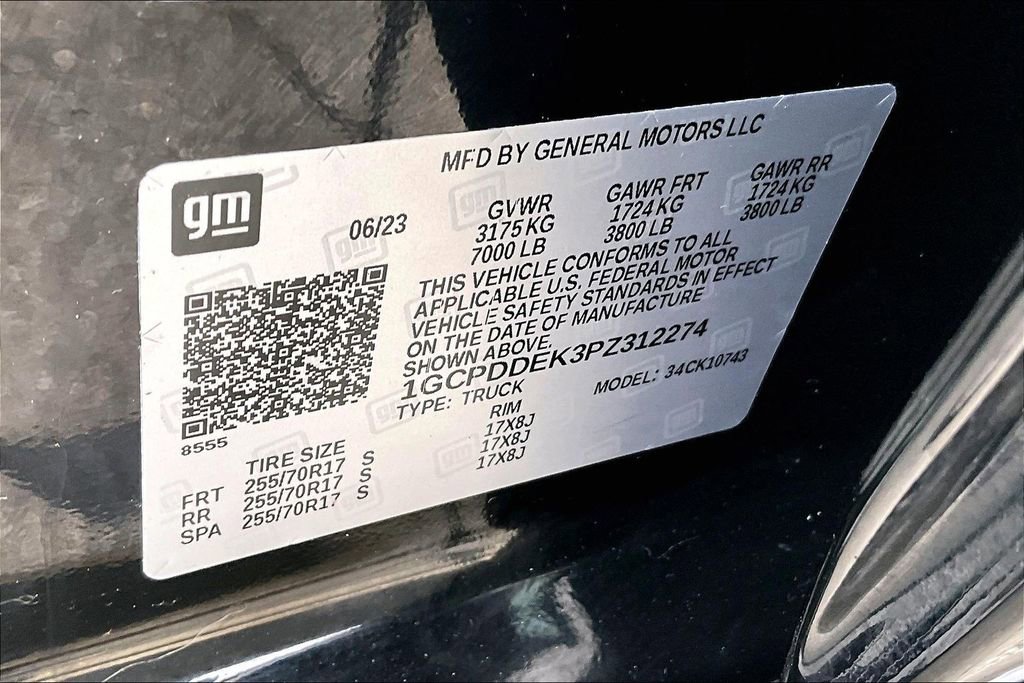 gm
MFD BY GENERAL MOTORS LLC
06/23
GVWR GAWR FRT GAWR RR
3175 KG 1724 KG 1724 KG
7000 LB 3800 LB 3800 LB
THIS VEHICLE CONFORMS TO ALL
APPLICABLE U.S. FEDERAL MOTOR
VEHICLE SAFETY STANDARDS IN EFFECT
ON THE DATE OF MANUFACTURE
SHOWN ABOVE.
1GCPDDEK3PZ312274
TYPE: TRUCK MODEL: 34CK10743
8555
TIRE SIZE RIM
FRT 255/70R17 S 17X8J
RR 255/70R17 S 17X8J
SPA 255/70R17 S 17X8J